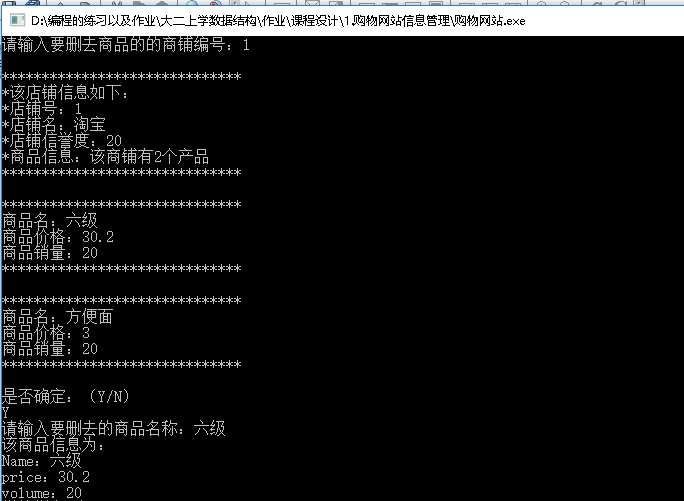 D:\编程的练习以及作业\大二上学数据结构\作业\课程设计\1.购物网站信息管理\购物网站.exe
请输入要删去商品的的商铺编号：1
******************************
*该店铺信息如下：
*店铺号：1
*店铺名：淘宝
*店铺信誉度：20
*商品信息：该商铺有2个产品
******************************
******************************
商品名：六级
商品价格：30.2
商品销量：20
******************************
******************************
商品名：方便面
商品价格：3
商品销量：20
******************************
是否确定：（Y/N）
Y
请输入要删去的商品名称：六级
该商品信息为：
Name：六级
price：30.2
volume：20